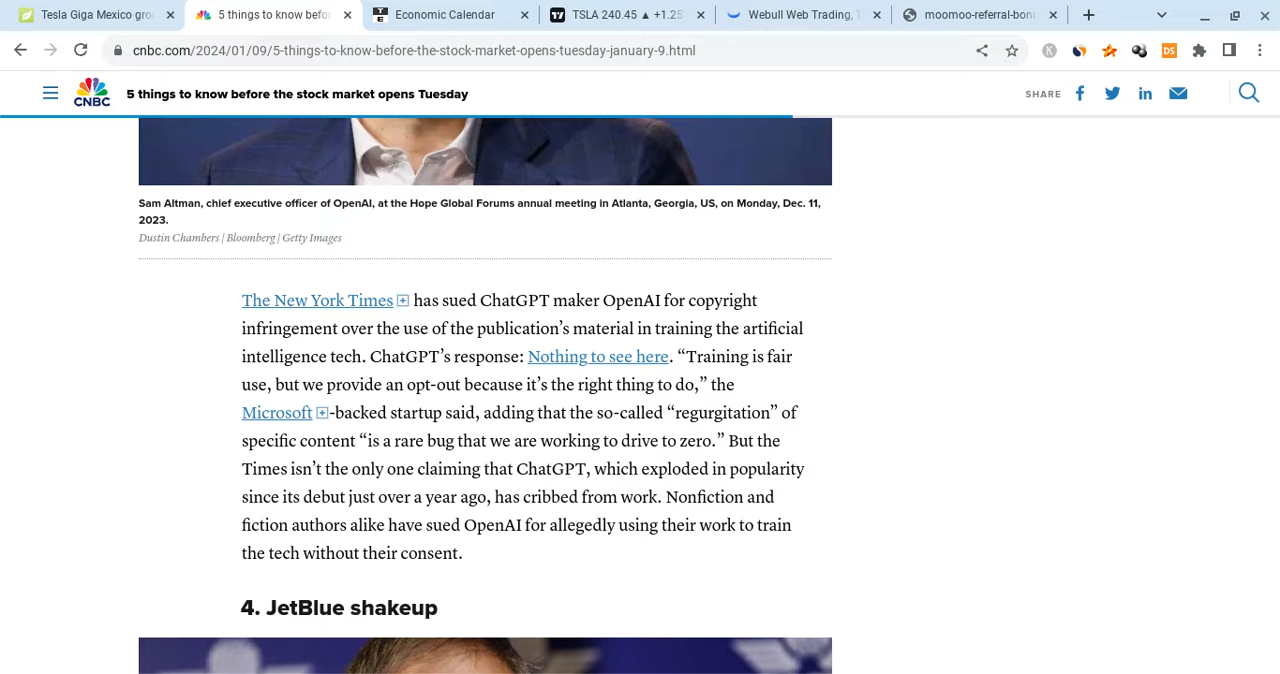 Tesla Giga Mexico gro
5 things to know befo
Economic Calendar
TSLA 240.45 ▲ +1.25
Webull Web Trading, T
moomoo-referral-bon
cnbc.com/2024/01/09/5-things-to-know-before-the-stock-market-opens-tuesday-january-9.html
K
DS
CNBC
5 things to know before the stock market opens Tuesday
SHARE
Sam Altman, chief executive officer of OpenAI, at the Hope Global Forums annual meeting in Atlanta, Georgia, US, on Monday, Dec. 11,
2023.
Dustin Chambers | Bloomberg | Getty Images
The New York Times has sued ChatGPT maker OpenAI for copyright
infringement over the use of the publication’s material in training the artificial
intelligence tech. ChatGPT’s response: Nothing to see here. “Training is fair
use, but we provide an opt-out because it’s the right thing to do,” the
Microsoft -backed startup said, adding that the so-called “regurgitation” of
specific content “is a rare bug that we are working to drive to zero.” But the
Times isn’t the only one claiming that ChatGPT, which exploded in popularity
since its debut just over a year ago, has cribbed from work. Nonfiction and
fiction authors alike have sued OpenAI for allegedly using their work to train
the tech without their consent.
4. JetBlue shakeup